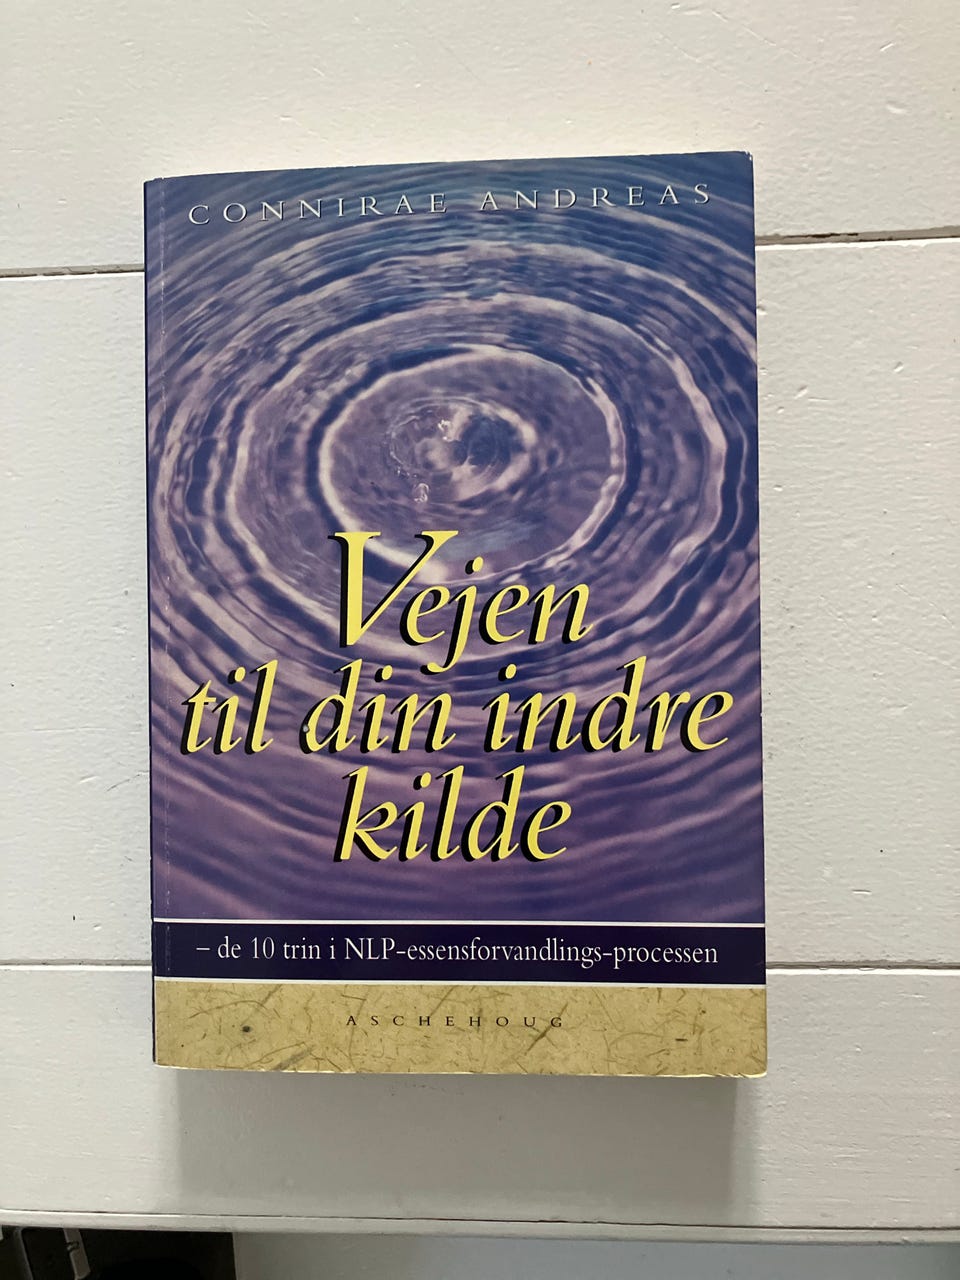 CONNIRAE ANDREAS
Vejen
til din indre
kilde
– de 10 trin i NLP-essensforvandlings-processen
ASCHEHOUG